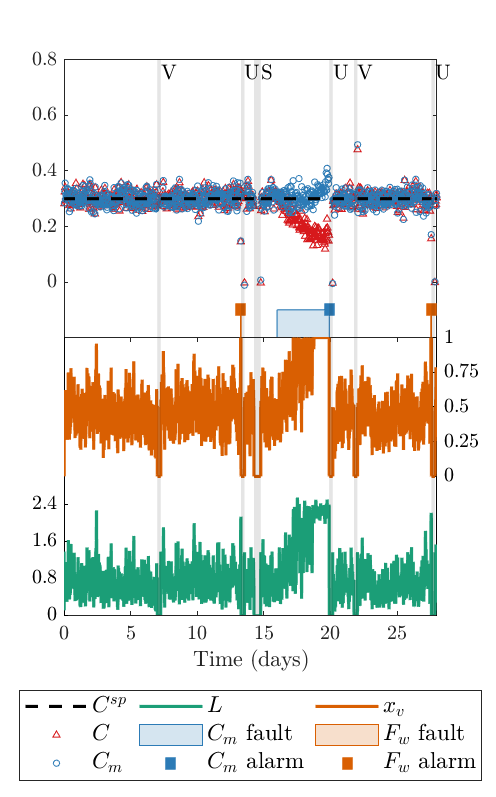 0.8
V U S U V U
0.6
0.4
0.2
0
1
0.75
0.5
0.25
0
2.4
1.6
0.8
0
0 5 10 15 20 25
Time (days)
C^{sp} L x_v
C C_m fault F_w fault
C_m C_m alarm F_w alarm